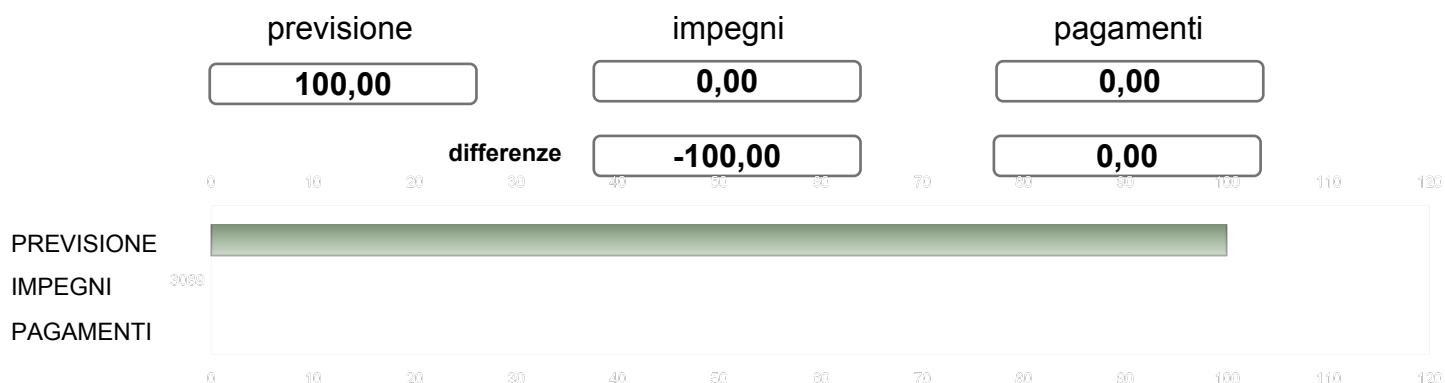 previsione impegni pagamenti
100,00 0,00 0,00
differenze -100,00 0,00
0 10 20 30 40 50 60 70 80 90 100 110 120
PREVISIONE
3089
IMPEGNI
PAGAMENTI
0 10 20 30 40 50 60 70 80 90 100 110 120